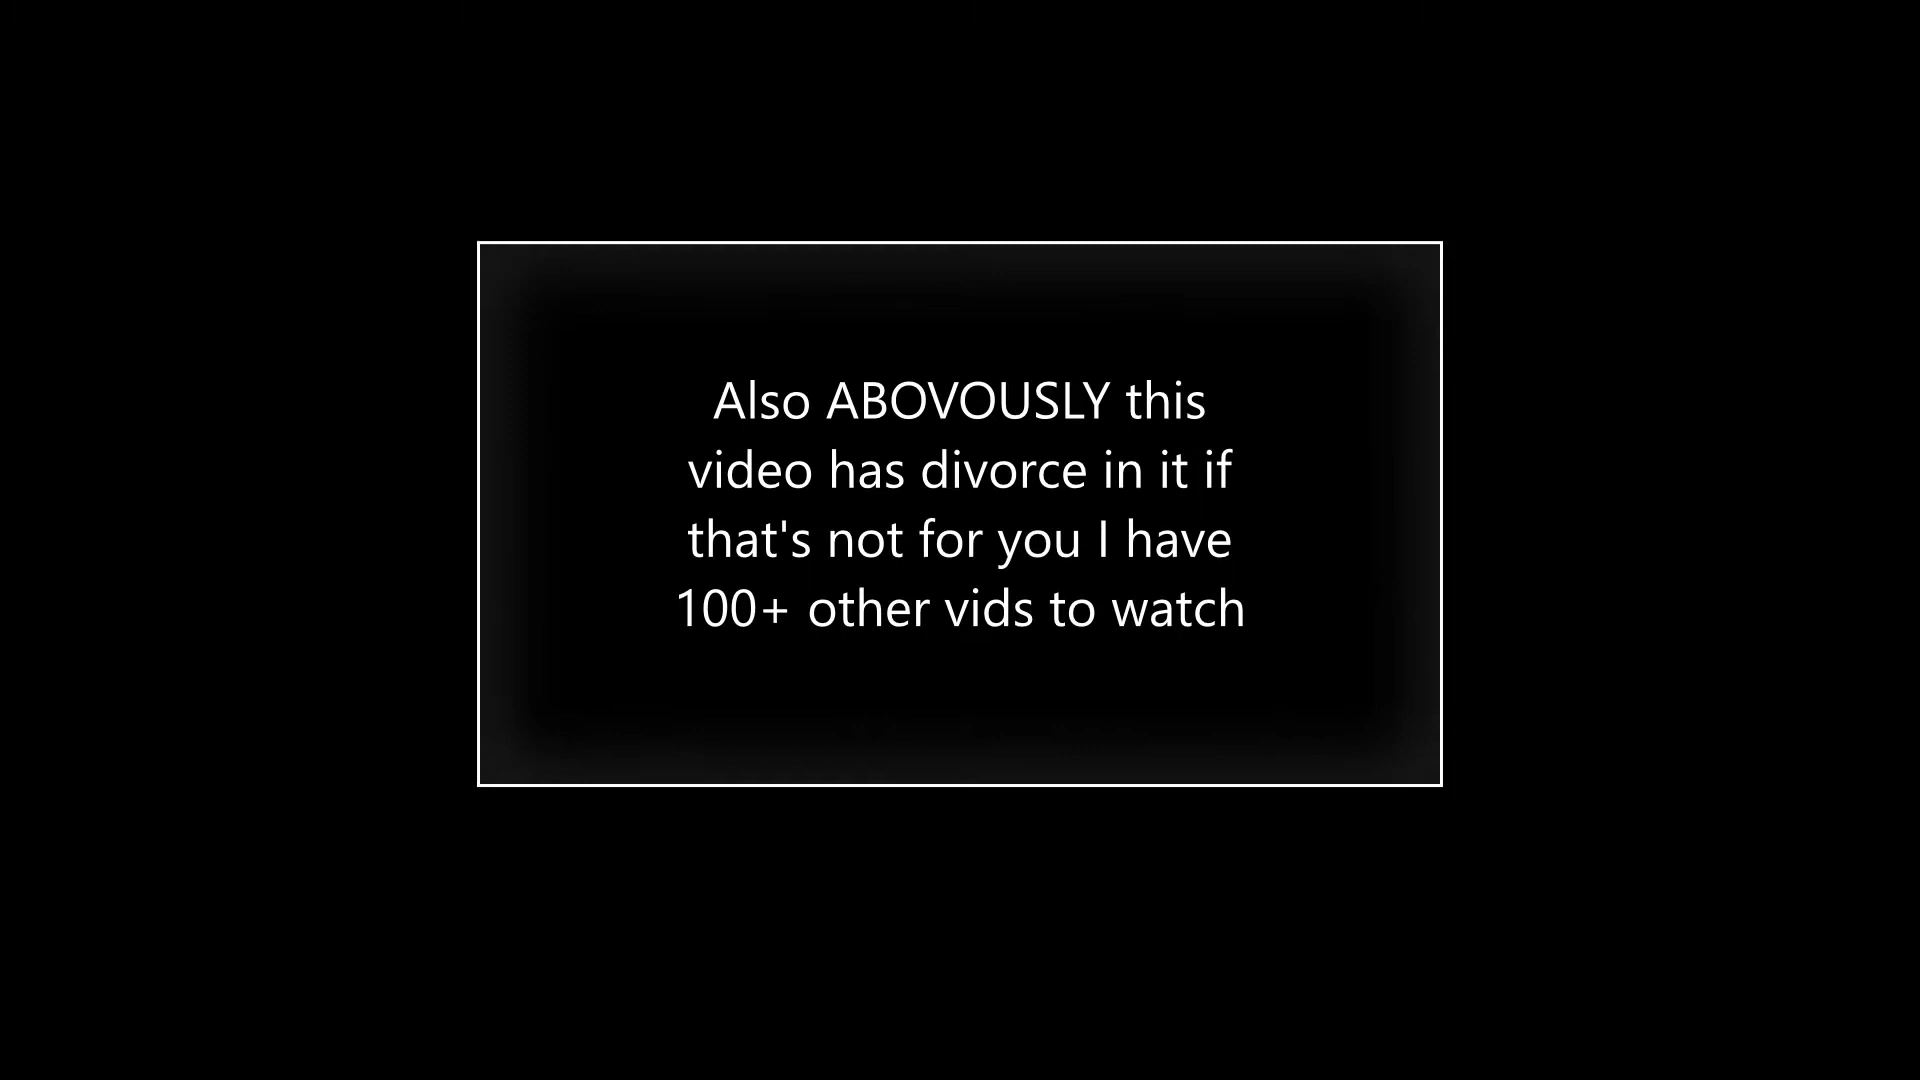 Also ABOVOUSLY this
video has divorce in it if
that's not for you I have
100+ other vids to watch